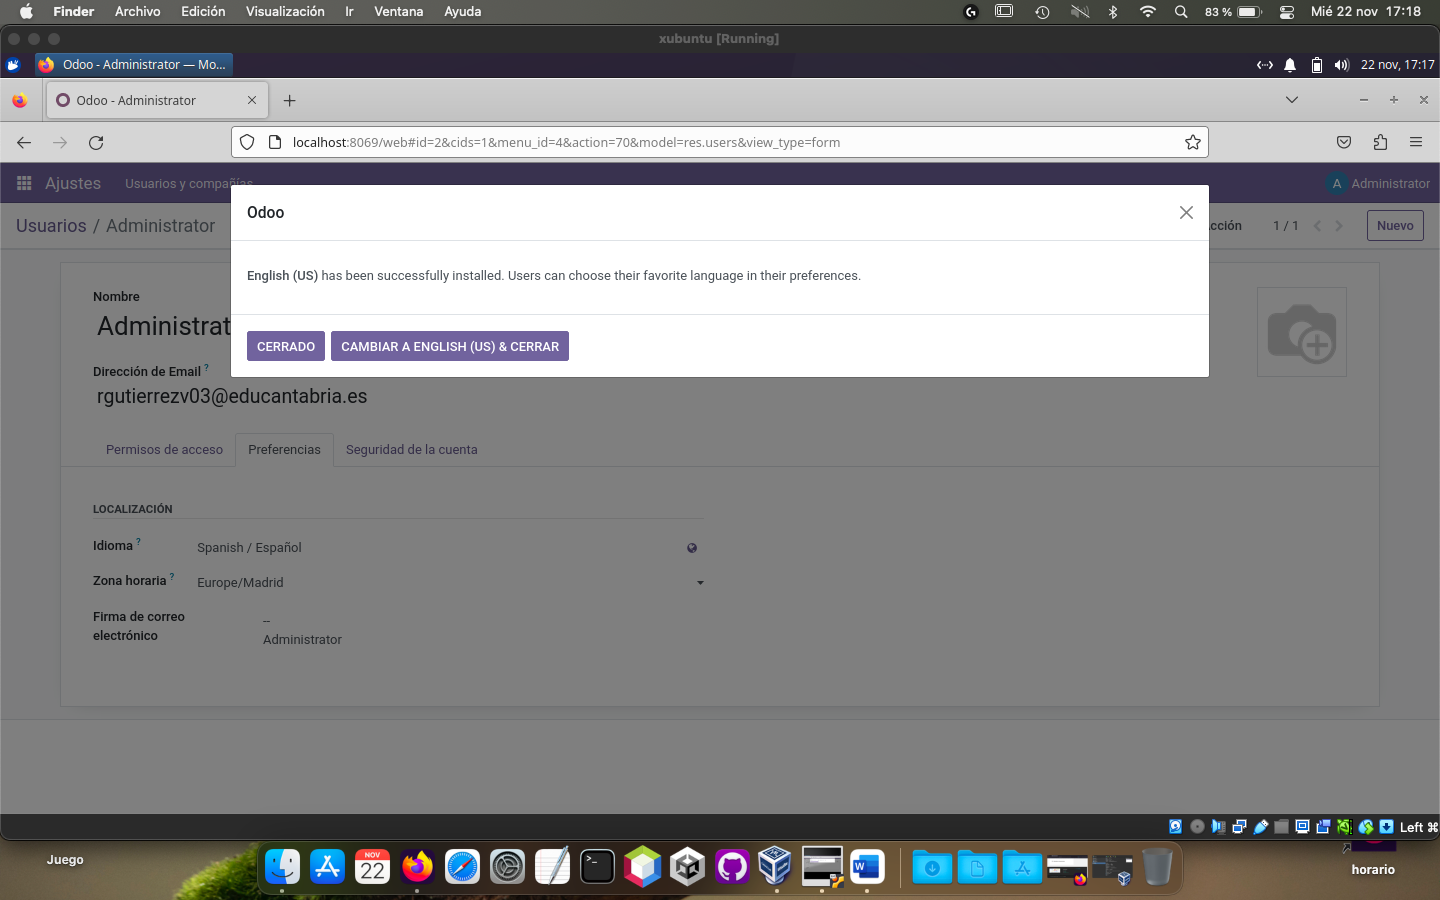 Finder Archivo Edición Visualización Ir Ventana Ayuda 83 % Mié 22 nov 17:18
xubuntu [Running]
Odoo - Administrator — Mo... 22 nov, 17:17
Odoo - Administrator
localhost:8069/web#id=2&cids=1&menu_id=4&action=70&model=res.users&view_type=form
Ajustes Usuarios y compañías A Administrator
Odoo
Usuarios / Administrator cción 1 / 1 Nuevo
English (US) has been successfully installed. Users can choose their favorite language in their preferences.
Nombre
Administrat
CERRADO CAMBIAR A ENGLISH (US) & CERRAR
Dirección de Email ?
rgutierrezv03@educantabria.es
Permisos de acceso Preferencias Seguridad de la cuenta
LOCALIZACIÓN
Idioma ? Spanish / Español
Zona horaria ? Europe/Madrid
Firma de correo electrónico --
Administrator
Left ⌘
Juego
NOV
22
W
horario